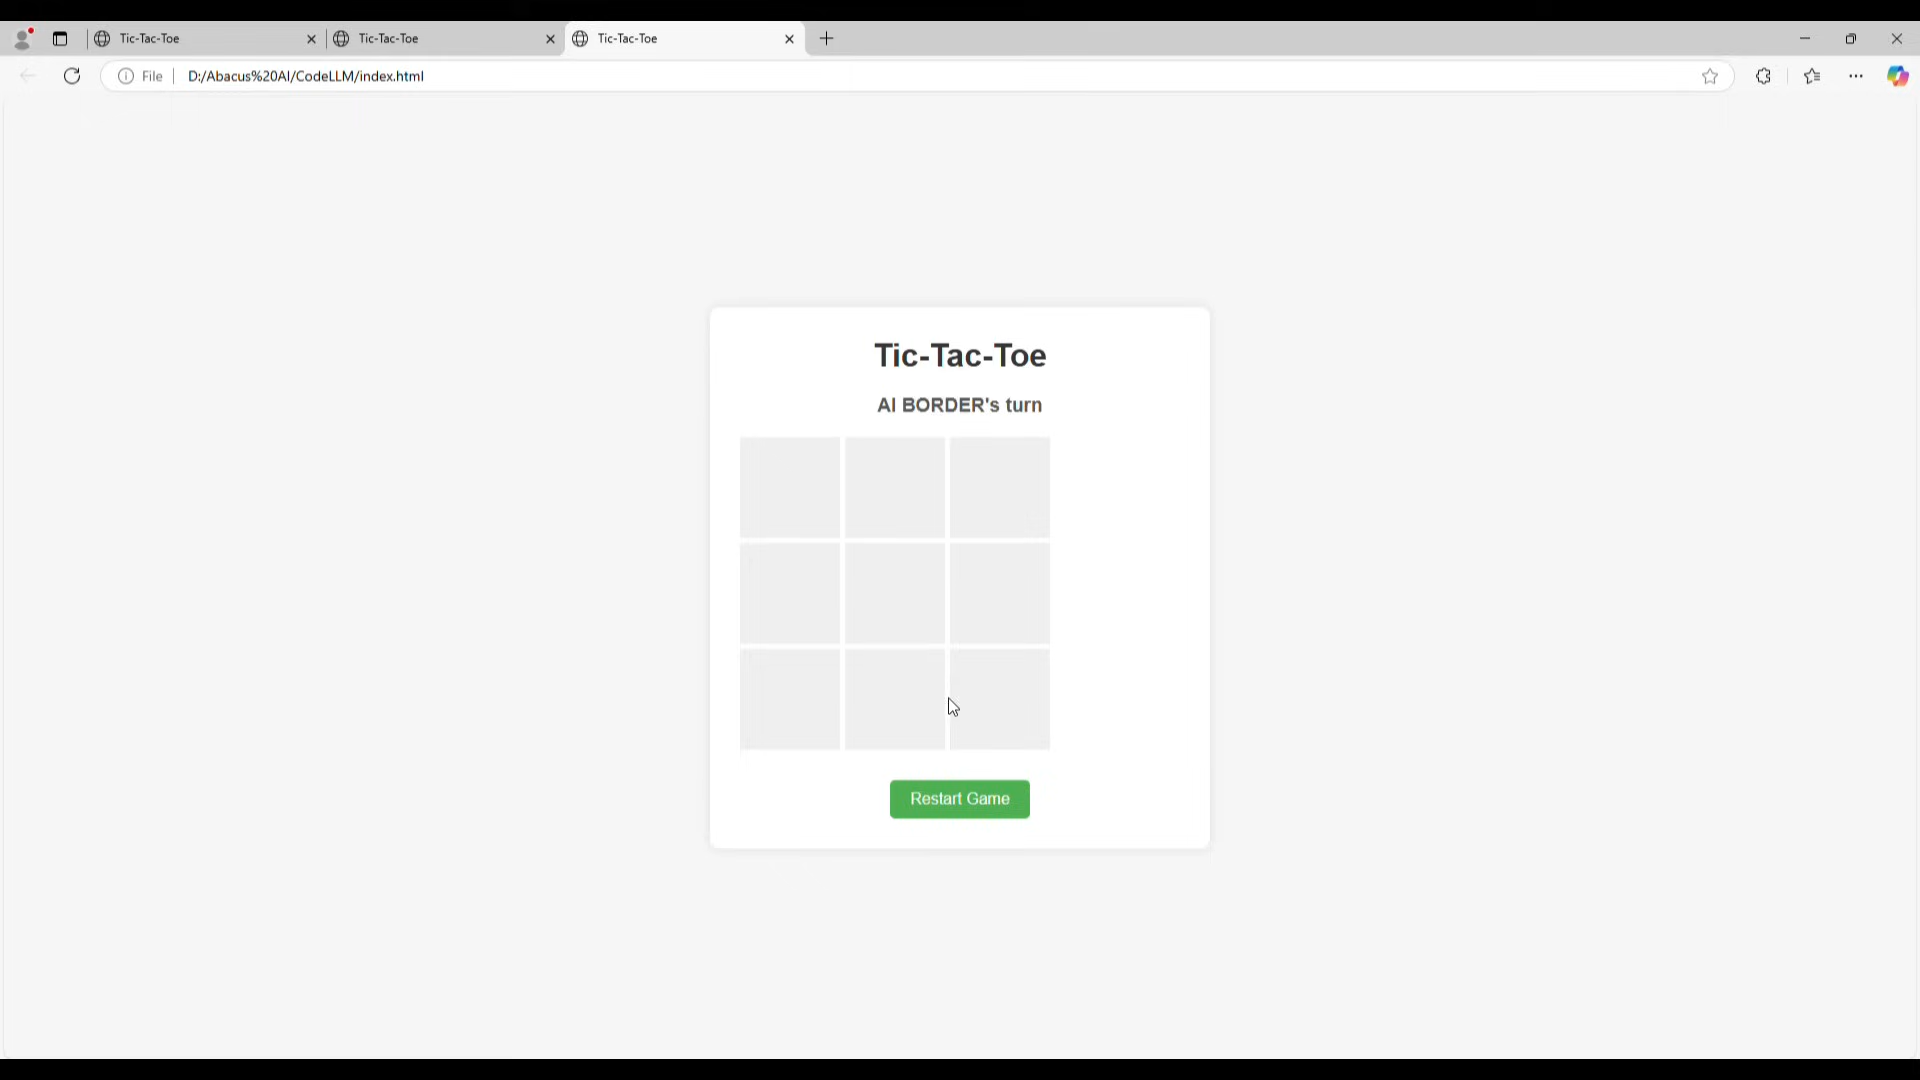 Tic-Tac-Toe
Tic-Tac-Toe
Tic-Tac-Toe
File
D:/Abacus%20AI/CodeLLM/index.html
Tic-Tac-Toe
AI BORDER's turn
Restart Game